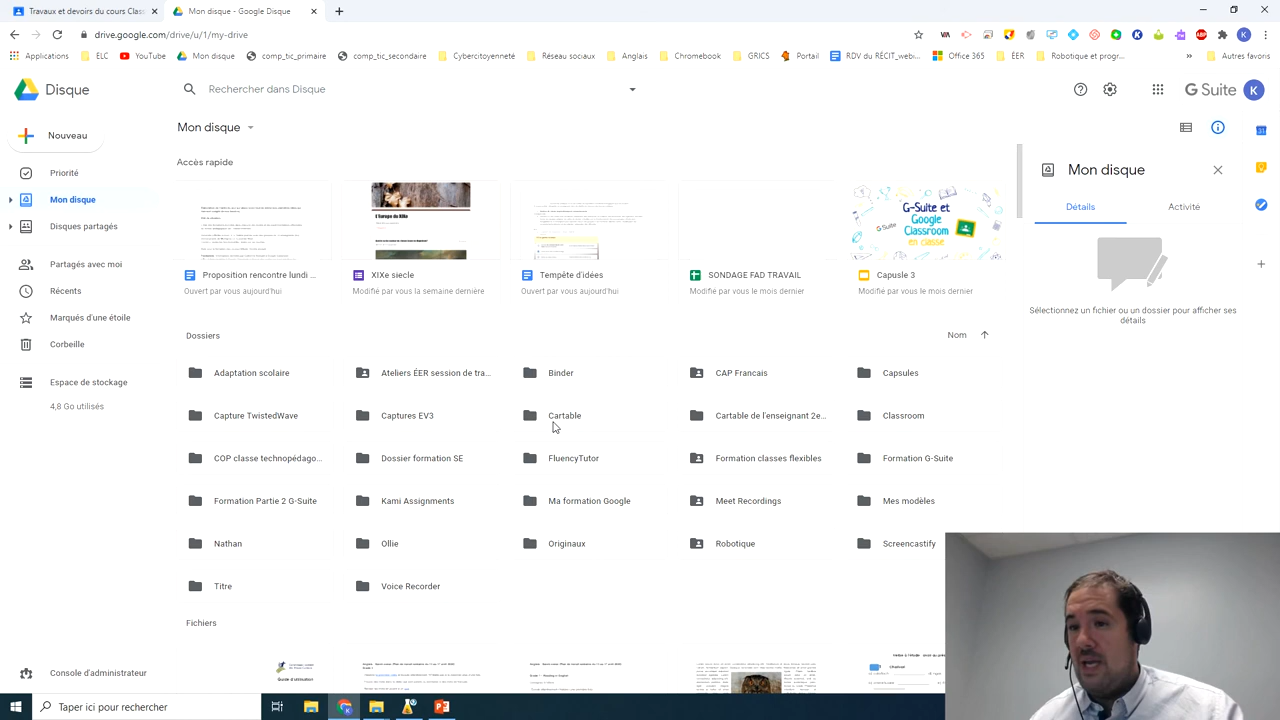 Travaux et devoirs du cours Class
Mon disque - Google Disque
drive.google.com/drive/u/1/my-drive
Applications ELC YouTube Mon disque comp_tic_primaire comp_tic_secondaire Cybercitoyenneté Réseau sociaux Anglais Chromebook GRICS Portail RDV du RÉCIT_web... Office 365 ÉER Robotique et progr... » Autres favoris
Disque
Rechercher dans Disque
G Suite K
Nouveau
Mon disque
Priorité
Mon disque
Disques partagés
Partagés avec moi
Récents
Marqués d'une étoile
Corbeille
Espace de stockage
4,8 Go utilisés
Accès rapide
L'Europe du XIXe
G-Suite et
Google
Classroom
en classe
Proposition rencontre lundi ...
Ouvert par vous aujourd'hui
XIXe siecle
Modifié par vous la semaine dernière
Tempête d'idées
Ouvert par vous aujourd'hui
SONDAGE FAD TRAVAIL
Modifié par vous le mois dernier
Capusle 3
Modifié par vous le mois dernier
Dossiers
Nom
Adaptation scolaire
Ateliers ÉER session de tra...
Binder
CAP Francais
Capsules
Capture TwistedWave
Captures EV3
Cartable
Cartable de l'enseignant 2e...
Classroom
COP classe technopédago...
Dossier formation SE
FluencyTutor
Formation classes flexibles
Formation G-Suite
Formation Partie 2 G-Suite
Kami Assignments
Ma formation Google
Meet Recordings
Mes modèles
Nathan
Ollie
Originaux
Robotique
Screencastify
Titre
Voice Recorder
Fichiers
Guide d'utilisation
Mon disque
Détails
Activité
Sélectionnez un fichier ou un dossier pour afficher ses
détails
Taper ici pour rechercher